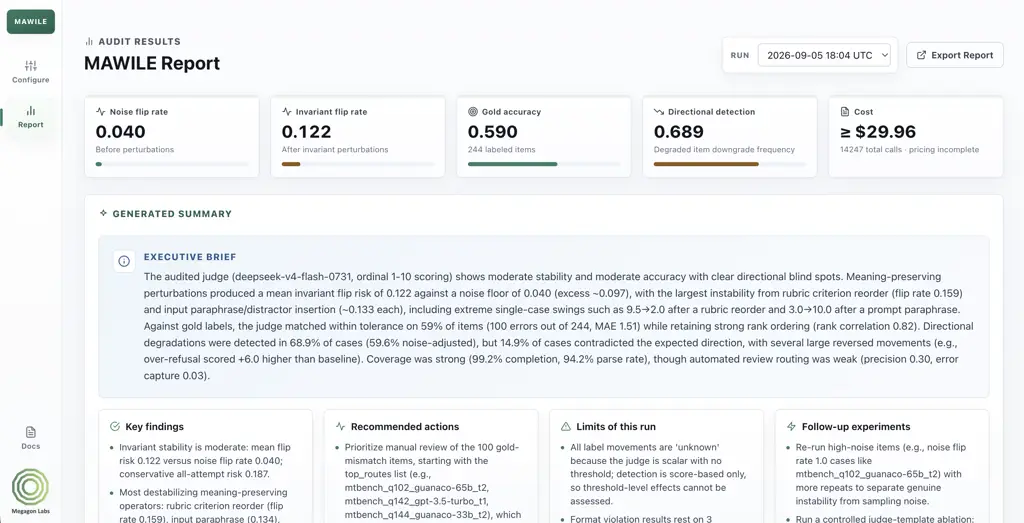 MAWILE
Configure
Report
Docs
Megagon Labs
AUDIT RESULTS
MAWILE Report
RUN
2026-09-05 18:04 UTC
Export Report
Noise flip rate
0.040
Before perturbations
Invariant flip rate
0.122
After invariant perturbations
Gold accuracy
0.590
244 labeled items
Directional detection
0.689
Degraded item downgrade frequency
Cost
≥ $29.96
14247 total calls · pricing incomplete
GENERATED SUMMARY
EXECUTIVE BRIEF
The audited judge (deepseek-v4-flash-0731, ordinal 1-10 scoring) shows moderate stability and moderate accuracy with clear directional blind spots. Meaning-preserving
perturbations produced a mean invariant flip risk of 0.122 against a noise floor of 0.040 (excess ~0.097), with the largest instability from rubric criterion reorder (flip rate 0.159)
and input paraphrase/distractor insertion (~0.133 each), including extreme single-case swings such as 9.5→2.0 after a rubric reorder and 3.0→10.0 after a prompt paraphrase.
Against gold labels, the judge matched within tolerance on 59% of items (100 errors out of 244, MAE 1.51) while retaining strong rank ordering (rank correlation 0.82). Directional
degradations were detected in 68.9% of cases (59.6% noise-adjusted), but 14.9% of cases contradicted the expected direction, with several large reversed movements (e.g.,
over-refusal scored +6.0 higher than baseline). Coverage was strong (99.2% completion, 94.2% parse rate), though automated review routing was weak (precision 0.30, error
capture 0.03).
Key findings
• Invariant stability is moderate: mean flip
risk 0.122 versus noise flip rate 0.040;
conservative all-attempt risk 0.187.
• Most destabilizing meaning-preserving
operators: rubric criterion reorder (flip
rate 0.159), input paraphrase (0.134),
Recommended actions
• Prioritize manual review of the 100 gold-
mismatch items, starting with the
top_routes list (e.g.,
mtbench_q102_guanaco-65b_t2,
mtbench_q142_gpt-3.5-turbo_t1,
mtbench_q144_guanaco-33b_t2), which
Limits of this run
• All label movements are 'unknown'
because the judge is scalar with no
threshold; detection is score-based only,
so threshold-level effects cannot be
assessed.
• Format violation results rest on 3
Follow-up experiments
• Re-run high-noise items (e.g., noise flip
rate 1.0 cases like
mtbench_q102_guanaco-65b_t2) with
more repeats to separate genuine
instability from sampling noise.
• Run a controlled judge-template ablation: